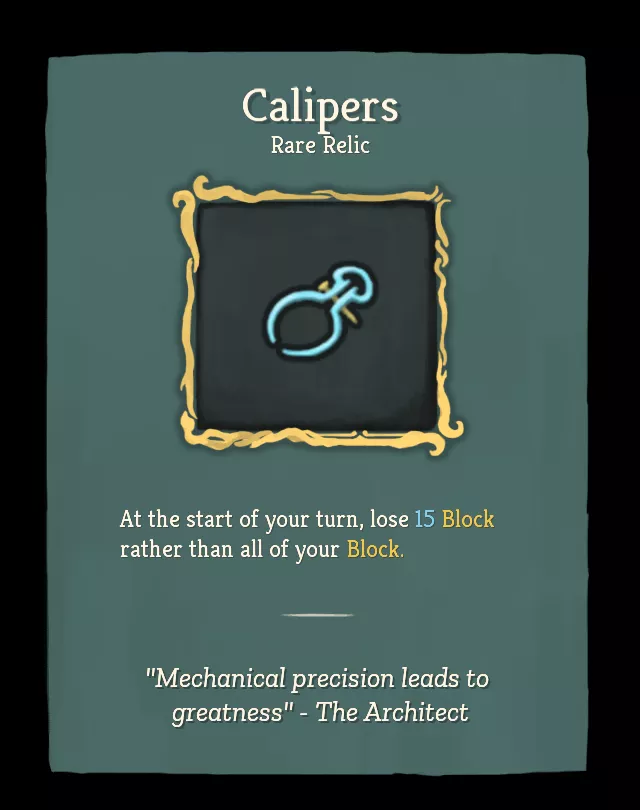 Calipers
Rare Relic
At the start of your turn, lose 15 Block
rather than all of your Block.
"Mechanical precision leads to
greatness" - The Architect